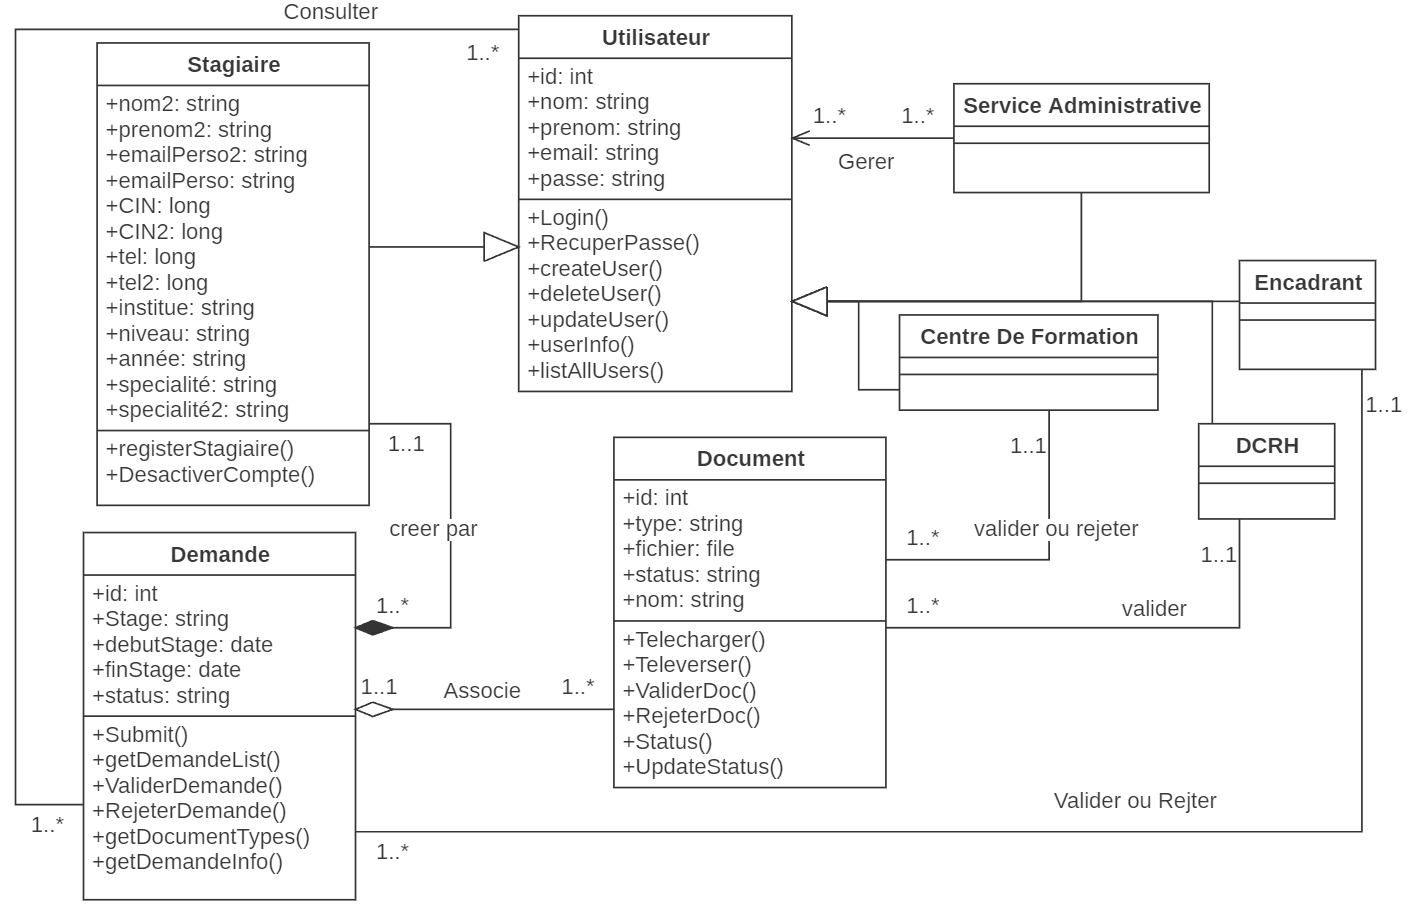 Consulter
1..*
Stagiaire
+nom2: string
+prenom2: string
+emailPerso2: string
+emailPerso: string
+CIN: long
+CIN2: long
+tel: long
+tel2: long
+institue: string
+niveau: string
+année: string
+specialité: string
+specialité2: string
+registerStagiaire()
+DesactiverCompte()
Utilisateur
+id: int
+nom: string
+prenom: string
+email: string
+passe: string
+Login()
+RecuperPasse()
+createUser()
+deleteUser()
+updateUser()
+userInfo()
+listAllUsers()
1..*
1..*
Gerer
Service Administrative
Encadrant
1..1
Centre De Formation
1..1
DCRH
1..1
creer par
1..*
1..1
Document
+id: int
+type: string
+fichier: file
+status: string
+nom: string
+Telecharger()
+Televerser()
+ValiderDoc()
+RejeterDoc()
+Status()
+UpdateStatus()
1..*
valider ou rejeter
1..*
valider
Demande
+id: int
+Stage: string
+debutStage: date
+finStage: date
+status: string
+Submit()
+getDemandeList()
+ValiderDemande()
+RejeterDemande()
+getDocumentTypes()
+getDemandeInfo()
1..1
Associe
1..*
Valider ou Rejter
1..*
1..*